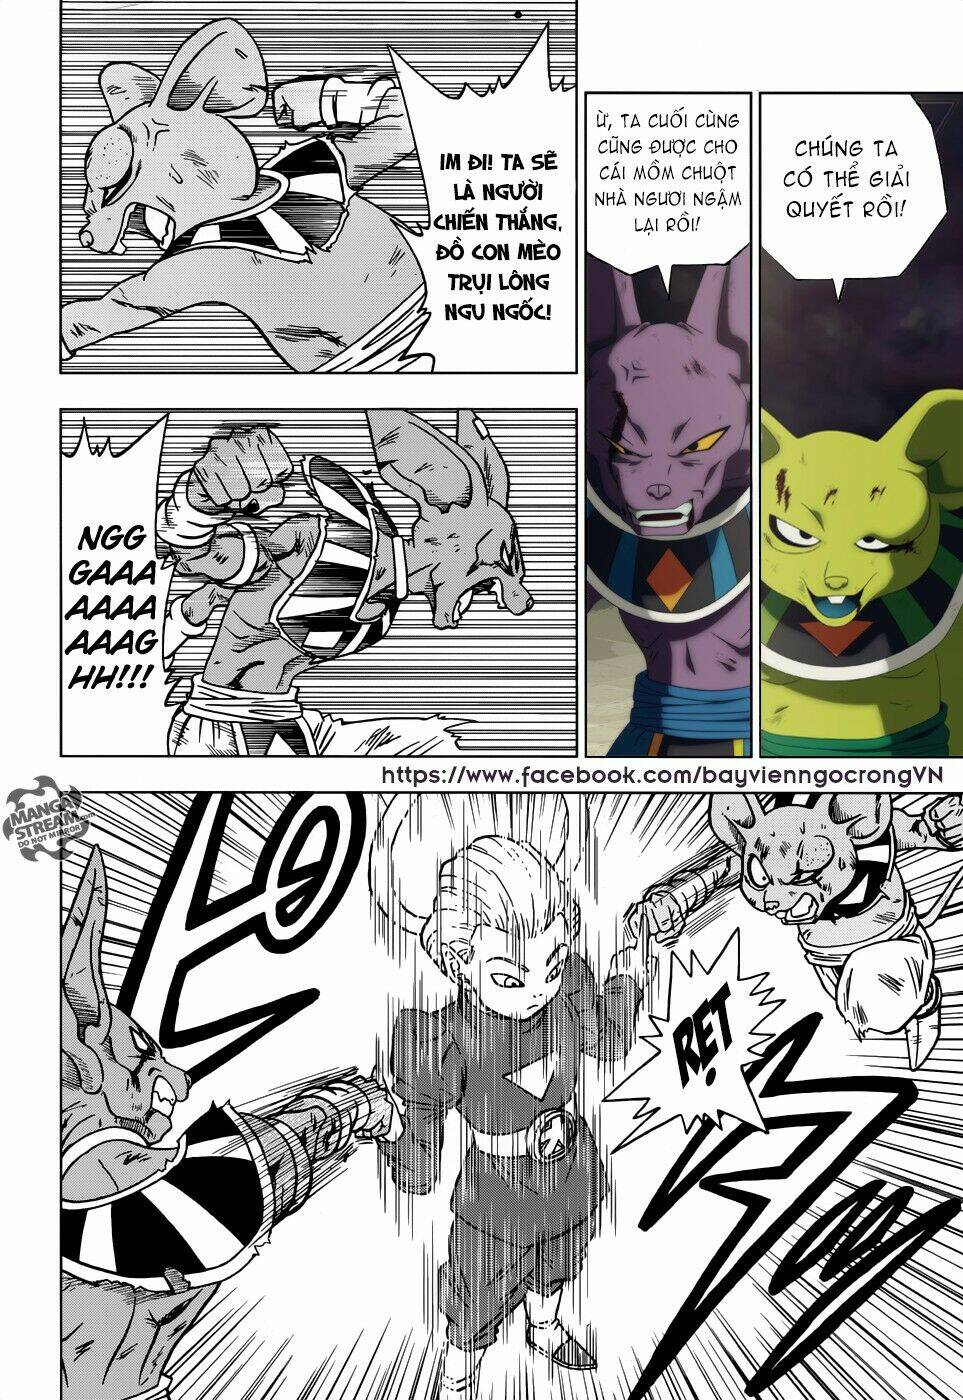 CHÚNG TA
CÓ THỂ GIẢI
QUYẾT RỒI!
Ừ, TA CUỐI CÙNG
CŨNG ĐƯỢC CHO
CÁI MỒM CHUỘT
NHÀ NGƯƠI NGẬM
LẠI RỒI!
IM ĐI! TA SẼ
LÀ NGƯỜI
CHIẾN THẮNG,
ĐỒ CON MÈO
TRỤI LÔNG
NGU NGỐC!
NGG
GAAA
AAAAA
AAAG
HH!!!
https://www.facebook.com/bayvienngocrongVN
MANGA
STREAM.COM
DO NOT MIRROR
RẸT